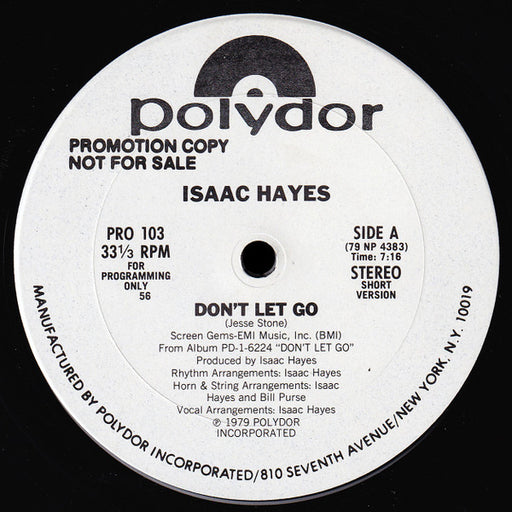 polydor
PROMOTION COPY
NOT FOR SALE
ISAAC HAYES
PRO 103
33⅓ RPM
FOR
PROGRAMMING
ONLY
56
SIDE A
(79 NP 4383)
Time: 7:16
STEREO
SHORT
VERSION
DON'T LET GO
(Jesse Stone)
Screen Gems-EMI Music, Inc. (BMI)
From Album PD-1-6224 "DON'T LET GO"
Produced by Isaac Hayes
Rhythm Arrangements: Isaac Hayes
Horn & String Arrangements: Isaac
Hayes and Bill Purse
Vocal Arrangements: Isaac Hayes
℗ 1979 POLYDOR
INCORPORATED
MANUFACTURED BY POLYDOR INCORPORATED/810 SEVENTH AVENUE/NEW YORK, N.Y. 10019